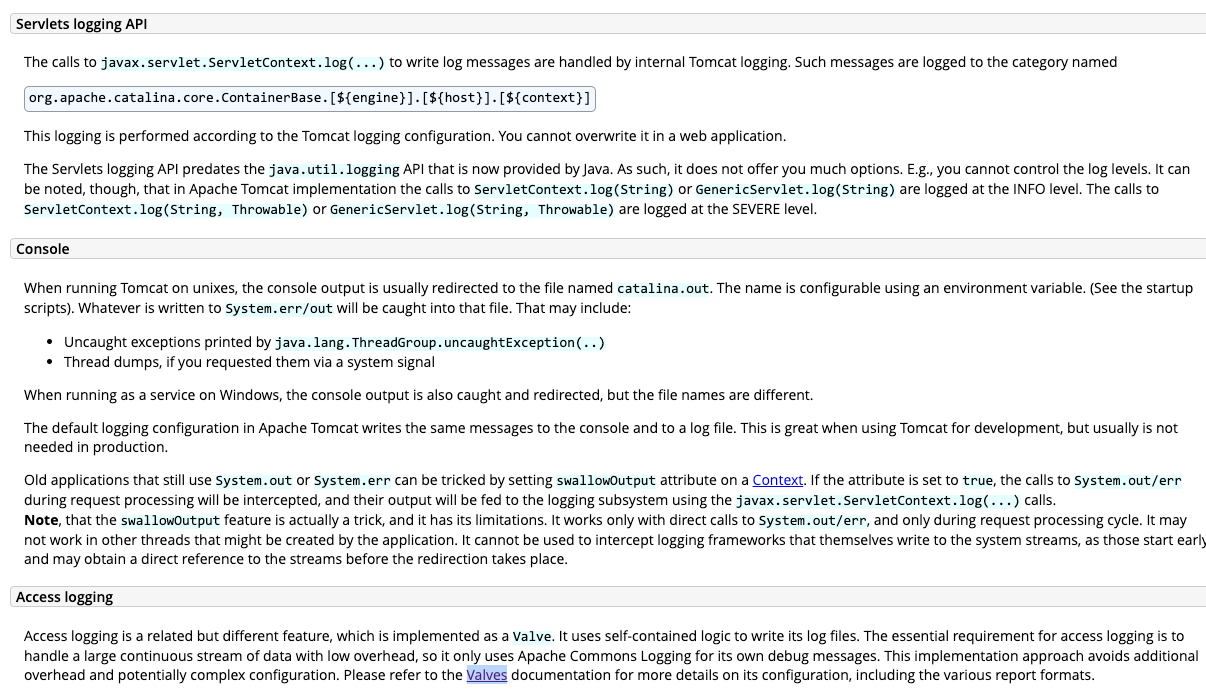 Servlets logging API
The calls to javax.servlet.ServletContext.log(...) to write log messages are handled by internal Tomcat logging. Such messages are logged to the category named
org.apache.catalina.core.ContainerBase.[${engine}].[${host}].[${context}]
This logging is performed according to the Tomcat logging configuration. You cannot overwrite it in a web application.
The Servlets logging API predates the java.util.logging API that is now provided by Java. As such, it does not offer you much options. E.g., you cannot control the log levels. It can
be noted, though, that in Apache Tomcat implementation the calls to ServletContext.log(String) or GenericServlet.log(String) are logged at the INFO level. The calls to
ServletContext.log(String, Throwable) or GenericServlet.log(String, Throwable) are logged at the SEVERE level.
Console
When running Tomcat on unixes, the console output is usually redirected to the file named catalina.out. The name is configurable using an environment variable. (See the startup
scripts). Whatever is written to System.err/out will be caught into that file. That may include:
• Uncaught exceptions printed by java.lang.ThreadGroup.uncaughtException(..)
• Thread dumps, if you requested them via a system signal
When running as a service on Windows, the console output is also caught and redirected, but the file names are different.
The default logging configuration in Apache Tomcat writes the same messages to the console and to a log file. This is great when using Tomcat for development, but usually is not
needed in production.
Old applications that still use System.out or System.err can be tricked by setting swallowOutput attribute on a Context. If the attribute is set to true, the calls to System.out/err
during request processing will be intercepted, and their output will be fed to the logging subsystem using the javax.servlet.ServletContext.log(...) calls.
Note, that the swallowOutput feature is actually a trick, and it has its limitations. It works only with direct calls to System.out/err, and only during request processing cycle. It may
not work in other threads that might be created by the application. It cannot be used to intercept logging frameworks that themselves write to the system streams, as those start early
and may obtain a direct reference to the streams before the redirection takes place.
Access logging
Access logging is a related but different feature, which is implemented as a Valve. It uses self-contained logic to write its log files. The essential requirement for access logging is to
handle a large continuous stream of data with low overhead, so it only uses Apache Commons Logging for its own debug messages. This implementation approach avoids additional
overhead and potentially complex configuration. Please refer to the Valves documentation for more details on its configuration, including the various report formats.